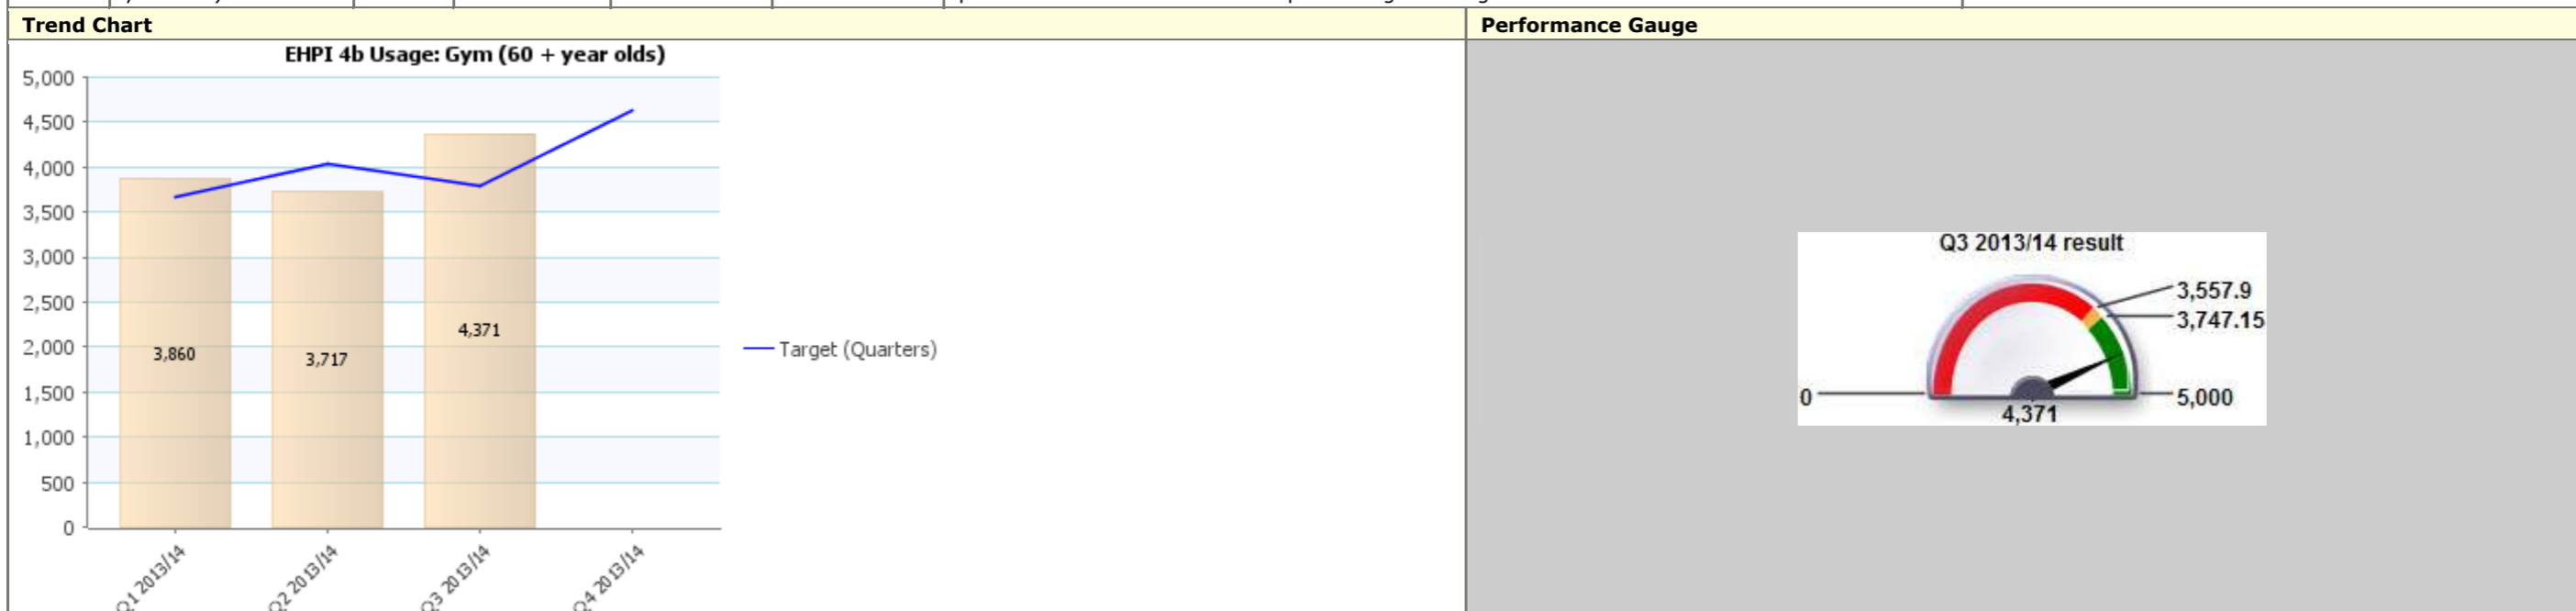 Trend Chart
Performance Gauge
EHPI 4b Usage: Gym (60 + year olds)
5,000
4,500
4,000
3,500
3,000
2,500
2,000
1,500
1,000
500
0
3,860
3,717
4,371
Q1 2013/14
Q2 2013/14
Q3 2013/14
Q4 2013/14
Target (Quarters)
Q3 2013/14 result
3,557.9
3,747.15
0
5,000
4,371